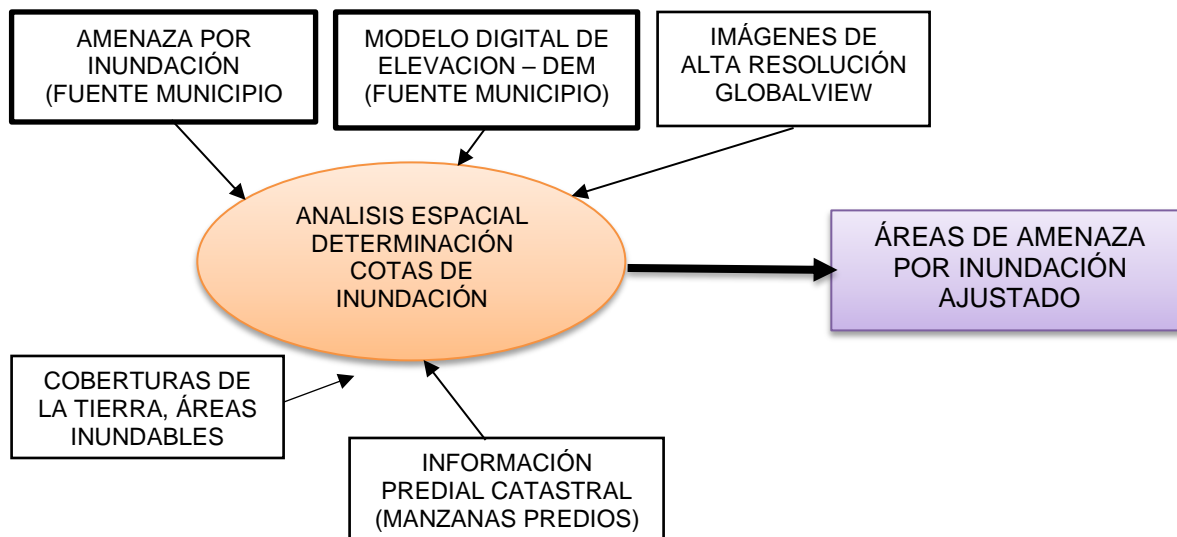 AMENAZA POR
INUNDACIÓN
(FUENTE MUNICIPIO
MODELO DIGITAL DE
ELEVACION – DEM
(FUENTE MUNICIPIO)
IMÁGENES DE
ALTA RESOLUCIÓN
GLOBALVIEW
ANALISIS ESPACIAL
DETERMINACIÓN
COTAS DE
INUNDACIÓN
ÁREAS DE AMENAZA
POR INUNDACIÓN
AJUSTADO
COBERTURAS DE
LA TIERRA, ÁREAS
INUNDABLES
INFORMACIÓN
PREDIAL CATASTRAL
(MANZANAS PREDIOS)